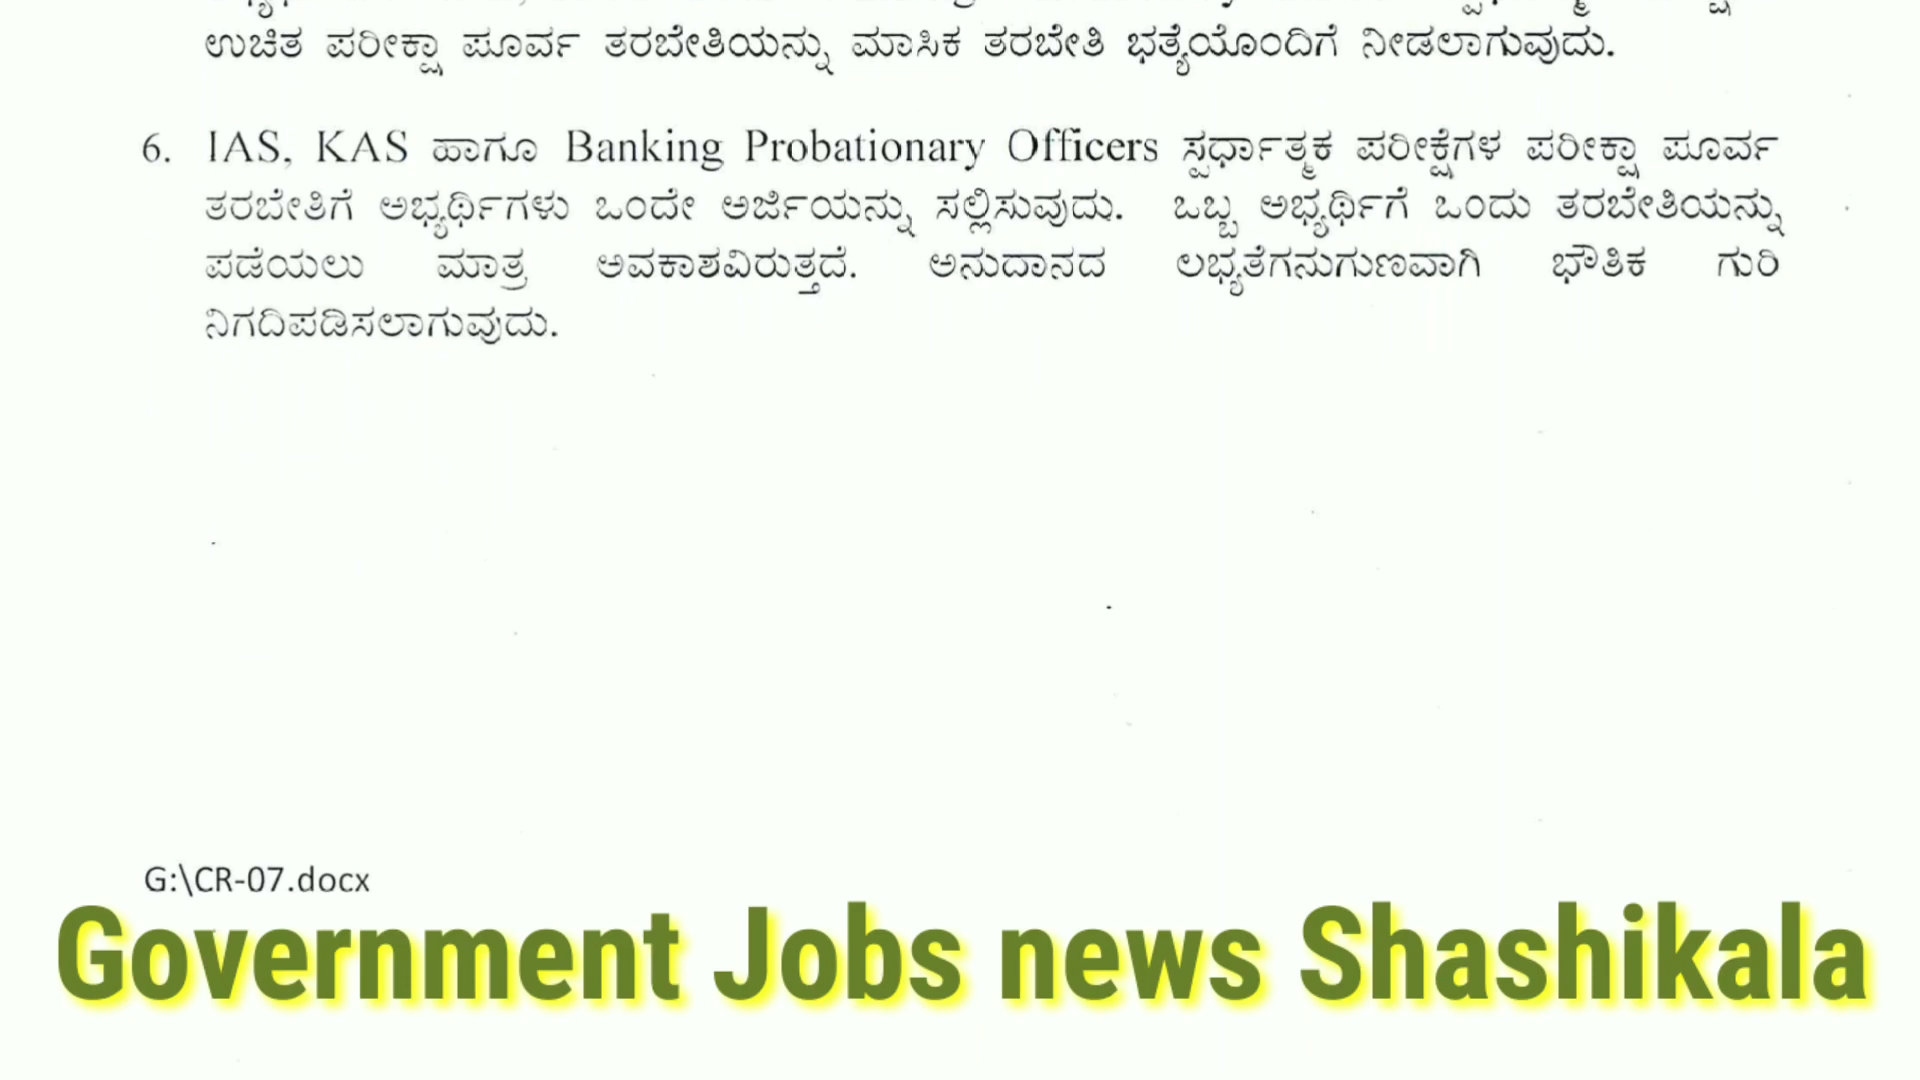 ಉಚಿತ ಪರೀಕ್ಷಾ ಪೂರ್ವ ತರಬೇತಿಯನ್ನು ಮಾಸಿಕ ತರಬೇತಿ ಭತ್ಯೆಯೊಂದಿಗೆ ನೀಡಲಾಗುವುದು.
6. IAS, KAS ಹಾಗೂ Banking Probationary Officers ಸ್ಪರ್ಧಾತ್ಮಕ ಪರೀಕ್ಷೆಗಳ ಪರೀಕ್ಷಾ ಪೂರ್ವ
ತರಬೇತಿಗೆ ಅಭ್ಯರ್ಥಿಗಳು ಒಂದೇ ಅರ್ಜಿಯನ್ನು ಸಲ್ಲಿಸುವುದು. ಒಬ್ಬ ಅಭ್ಯರ್ಥಿಗೆ ಒಂದು ತರಬೇತಿಯನ್ನು
ಪಡೆಯಲು ಮಾತ್ರ ಅವಕಾಶವಿರುತ್ತದೆ. ಅನುದಾನದ ಲಭ್ಯತೆಗನುಗುಣವಾಗಿ ಭೌತಿಕ ಗುರಿ
ನಿಗದಿಪಡಿಸಲಾಗುವುದು.
G:\CR-07.docx
Government Jobs news Shashikala